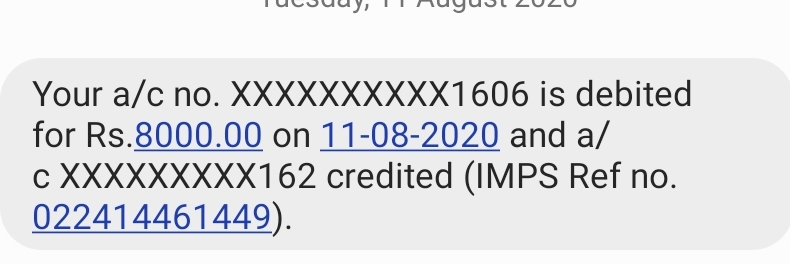 Tuesday, 11 August 2020
Your a/c no. XXXXXXXXXX1606 is debited
for Rs.8000.00 on 11-08-2020 and a/
c XXXXXXXXX162 credited (IMPS Ref no.
022414461449).